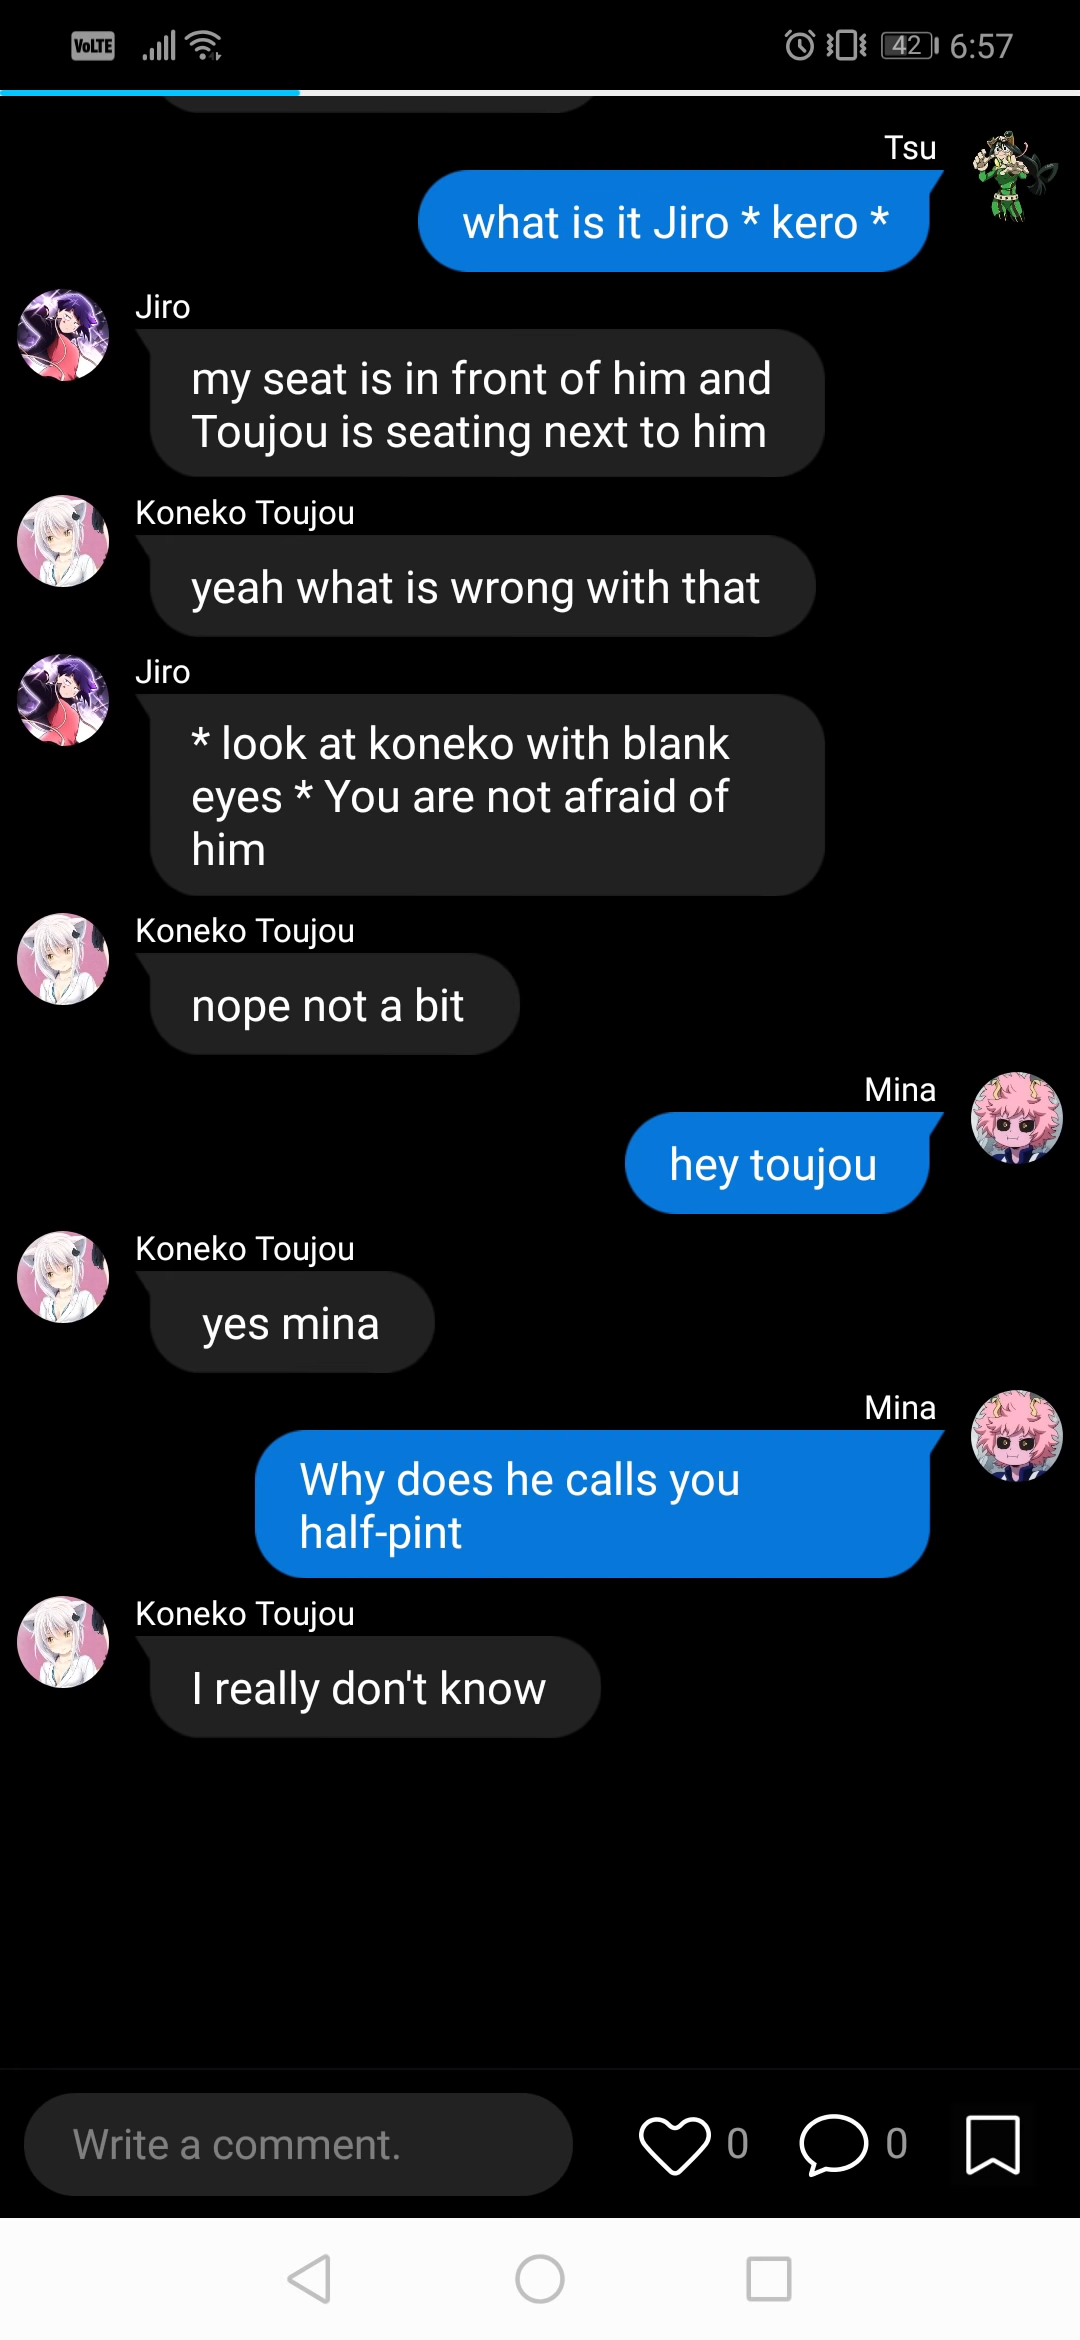 VoLTE 42 6:57
Tsu
what is it Jiro * kero *
Jiro
my seat is in front of him and
Toujou is seating next to him
Koneko Toujou
yeah what is wrong with that
Jiro
* look at koneko with blank
eyes * You are not afraid of
him
Koneko Toujou
nope not a bit
Mina
hey toujou
Koneko Toujou
yes mina
Mina
Why does he calls you
half-pint
Koneko Toujou
I really don't know
Write a comment. 0 0